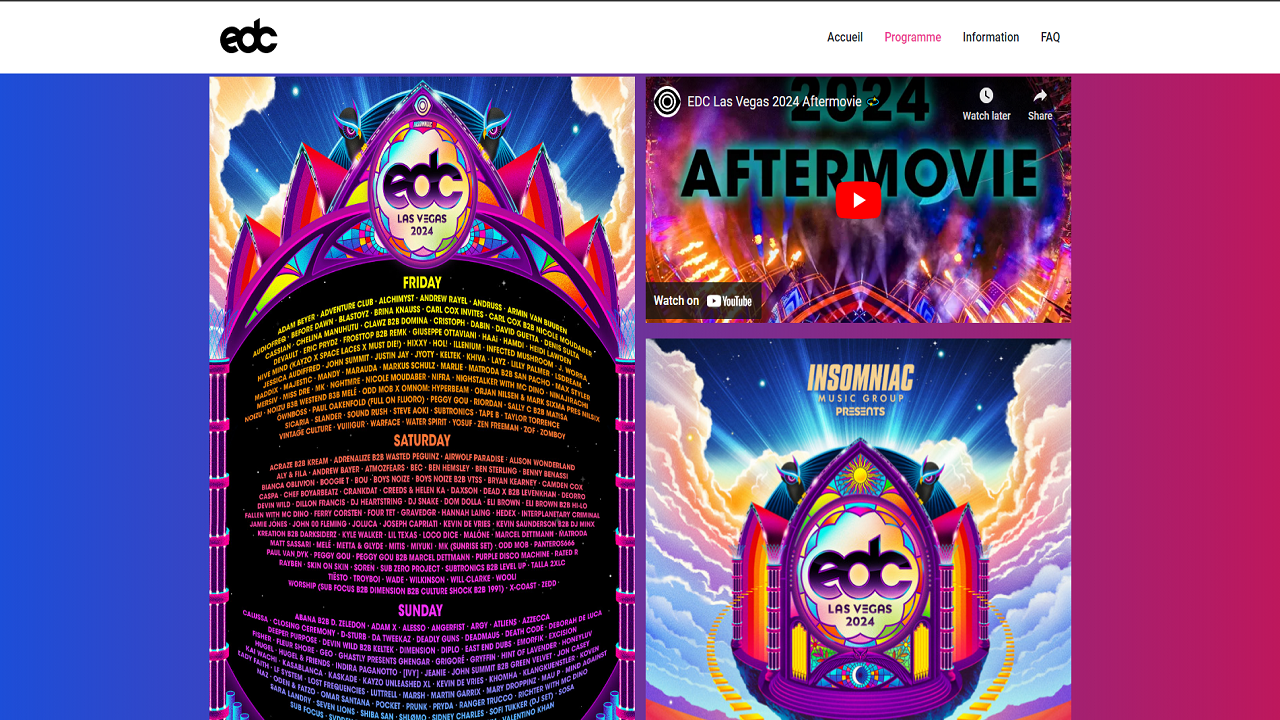 edc
Accueil
Programme
Information
FAQ
edc
LAS VEGAS
2024
FRIDAY
ADAM BEYER · ADVENTURE CLUB · ALCHIMYST · ANDREW RAYEL · ANDRUSS · ARMIN VAN BUUREN
AUDIOFREQ · BEFORE DAWN · BLASTOYZ · BRINA KNAUSS · CARL COX INVITES · CARL COX B2B NICOLE MOUDABER
CASSIAN · CHELINA MANUHUTU · CLAWZ B2B DOMINA · CRISTOPH · DABIN · DAVID GUETTA · DENIS SULTA
DEVAULT · ERIC PRYDZ · FROSTTOP B2B REMK · GIUSEPPE OTTAVIANI · HAAI · HAMDI · HEIDI LAWDEN
HIVE MIND (KAYZO X SPACE LACES X MUST DIE!) · HIXXY · HOL! · ILLENIUM · INFECTED MUSHROOM · J. WORRA
JESSICA AUDIFFRED · JOHN SUMMIT · JUSTIN JAY · JYOTY · KELTEK · KHIVA · LAYZ · LILLY PALMER · LSDREAM
MADDIX · MAJESTIC · MANDY · MARAUDA · MARKUS SCHULZ · MARLIE · MATRODA B2B SAN PACHO · MAX STYLER
MERSIV · MISS DRE · MK · NGHTMRE · NICOLE MOUDABER · NIFRA · NIGHSTALKER WITH MC DINO · NINAJIRACHI
NOIZU · NOIZU B2B WESTEND B2B MELÉ · ODD MOB X OMNOM: HYPERBEAM · ORJAN NILSEN & MARK SIXMA PRES NILSIX
OWNBOSS · PAUL OAKENFOLD (FULL ON FLUORO) · PEGGY GOU · RIORDAN · SALLY C B2B MATISA
SICARIA · SLANDER · SOUND RUSH · STEVE AOKI · SUBTRONICS · TAPE B · TAYLOR TORRENCE
VINTAGE CULTURE · VUIIIGUR · WARFACE · WATER SPIRIT · YOSUF · ZEN FREEMAN · ZOF · ZOMBOY
SATURDAY
ACRAZE B2B KREAM · ADRENALIZE B2B WASTED PEGUINZ · AIRWOLF PARADISE · ALISON WONDERLAND
ALY & FILA · ANDREW BAYER · ATMOZFEARS · BEC · BEN HEMSLEY · BEN STERLING · BENNY BENASSI
BIANCA OBLIVION · BOOGIE T · BOU · BOYS NOIZE · BOYS NOIZE B2B VTSS · BRYAN KEARNEY · CAMDEN COX
CASPA · CHEF BOYARBEATZ · CRANKDAT · CREEDS & HELEN KA · DAXSON · DEAD X B2B LEVENKHAN · DEORRO
DEVIN WILD · DILLON FRANCIS · DJ HEARTSTRING · DJ SNAKE · DOM DOLLA · ELI BROWN · ELI BROWN B2B HI-LO
FALLEN WITH MC DINO · FERRY CORSTEN · FOUR TET · GRAVEDGR · HANNAH LAING · HEDEX · INTERPLANETARY CRIMINAL
JAMIE JONES · JOHN 00 FLEMING · JOLUCA · JOSEPH CAPRIATI · KEVIN DE VRIES · KEVIN SAUNDERSON B2B DJ MINX
KREATION B2B DARKSIDERZ · KYLE WALKER · LIL TEXAS · LOCO DICE · MALÓNE · MARCEL DETTMANN · MATRODA
MATT SASSARI · MELÉ · METTA & GLYDE · MITIS · MIYUKI · MK (SUNRISE SET) · ODD MOB · PANTEROS666
PAUL VAN DYK · PEGGY GOU · PEGGY GOU B2B MARCEL DETTMANN · PURPLE DISCO MACHINE · RATED R
RAYBEN · SKIN ON SKIN · SOREN · SUB ZERO PROJECT · SUBTRONICS B2B LEVEL UP · TALLA 2XLC
TIËSTO · TROYBOI · WADE · WILKINSON · WILL CLARKE · WOOLI
WORSHIP (SUB FOCUS B2B DIMENSION B2B CULTURE SHOCK B2B 1991) · X-COAST · ZEDD
SUNDAY
ABANA B2B D. ZELEDON · ADAM X · ALESSO · ANGERFIST · ARGY · ATLIENS · AZZECCA
CALUSSA · CLOSING CEREMONY · D-STURB · DA TWEEKAZ · DEADLY GUNS · DEADMAU5 · DEATH CODE · DEBORAH DE LUCA
DEEPER PURPOSE · DEVIN WILD B2B KELTEK · DIMENSION · DIPLO · EAST END DUBS · EMORFIK · EXCISION
FISHER · FLEUR SHORE · GEO · GHASTLY PRESENTS GHENGAR · GRIGORÉ · GRYFFIN · HINT OF LAVENDER · HONEYLUV
HUGEL · HUGEL & FRIENDS · INDIRA PAGANOTTO · [IVY] · JEANIE · JOHN SUMMIT B2B GREEN VELVET · JON CASEY
KAI WACHI · KASABLANCA · KASKADE · KAYZO UNLEASHED XL · KEVIN DE VRIES · KHOMHA · KLANGKUENSTLER · KOVEN
LADY FAITH · LF SYSTEM · LOST FREQUENCIES · LUTTRELL · MARSH · MARTIN GARRIX · MARY DROPPINZ · MAU P · MIND AGAINST
NAZ · ODEN & FATZO · OMAR SANTANA · POCKET · PRUNK · PRYDA · RANGER TRUCCO · RICHTER WITH MC DINO
SARA LANDRY · SEVEN LIONS · SHIBA SAN · SHLØMO · SIDNEY CHARLES · SOFI TUKKER (DJ SET) · SOSA
SUB FOCUS
VALENTINO KHAN
EDC Las Vegas 2024 Aftermovie
Watch later
Share
2024
AFTERMOVIE
Watch on
YouTube
INSOMNIAC
MUSIC GROUP
PRESENTS
edc
LAS VEGAS
2024